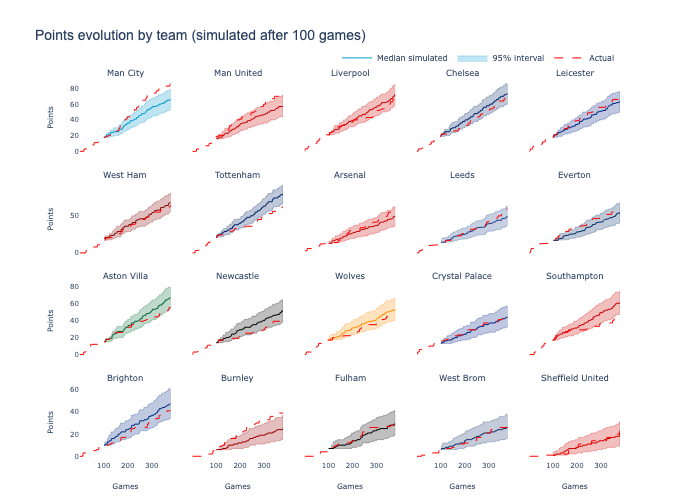 Points evolution by team (simulated after 100 games)
Median simulated 95% interval Actual
Man City Man United Liverpool Chelsea Leicester
80
60
40
20
0
Points
West Ham Tottenham Arsenal Leeds Everton
50
0
Points
Aston Villa Newcastle Wolves Crystal Palace Southampton
80
60
40
20
0
Points
Brighton Burnley Fulham West Brom Sheffield United
60
40
20
0
Points
100 200 300 100 200 300 100 200 300 100 200 300 100 200 300
Games Games Games Games Games